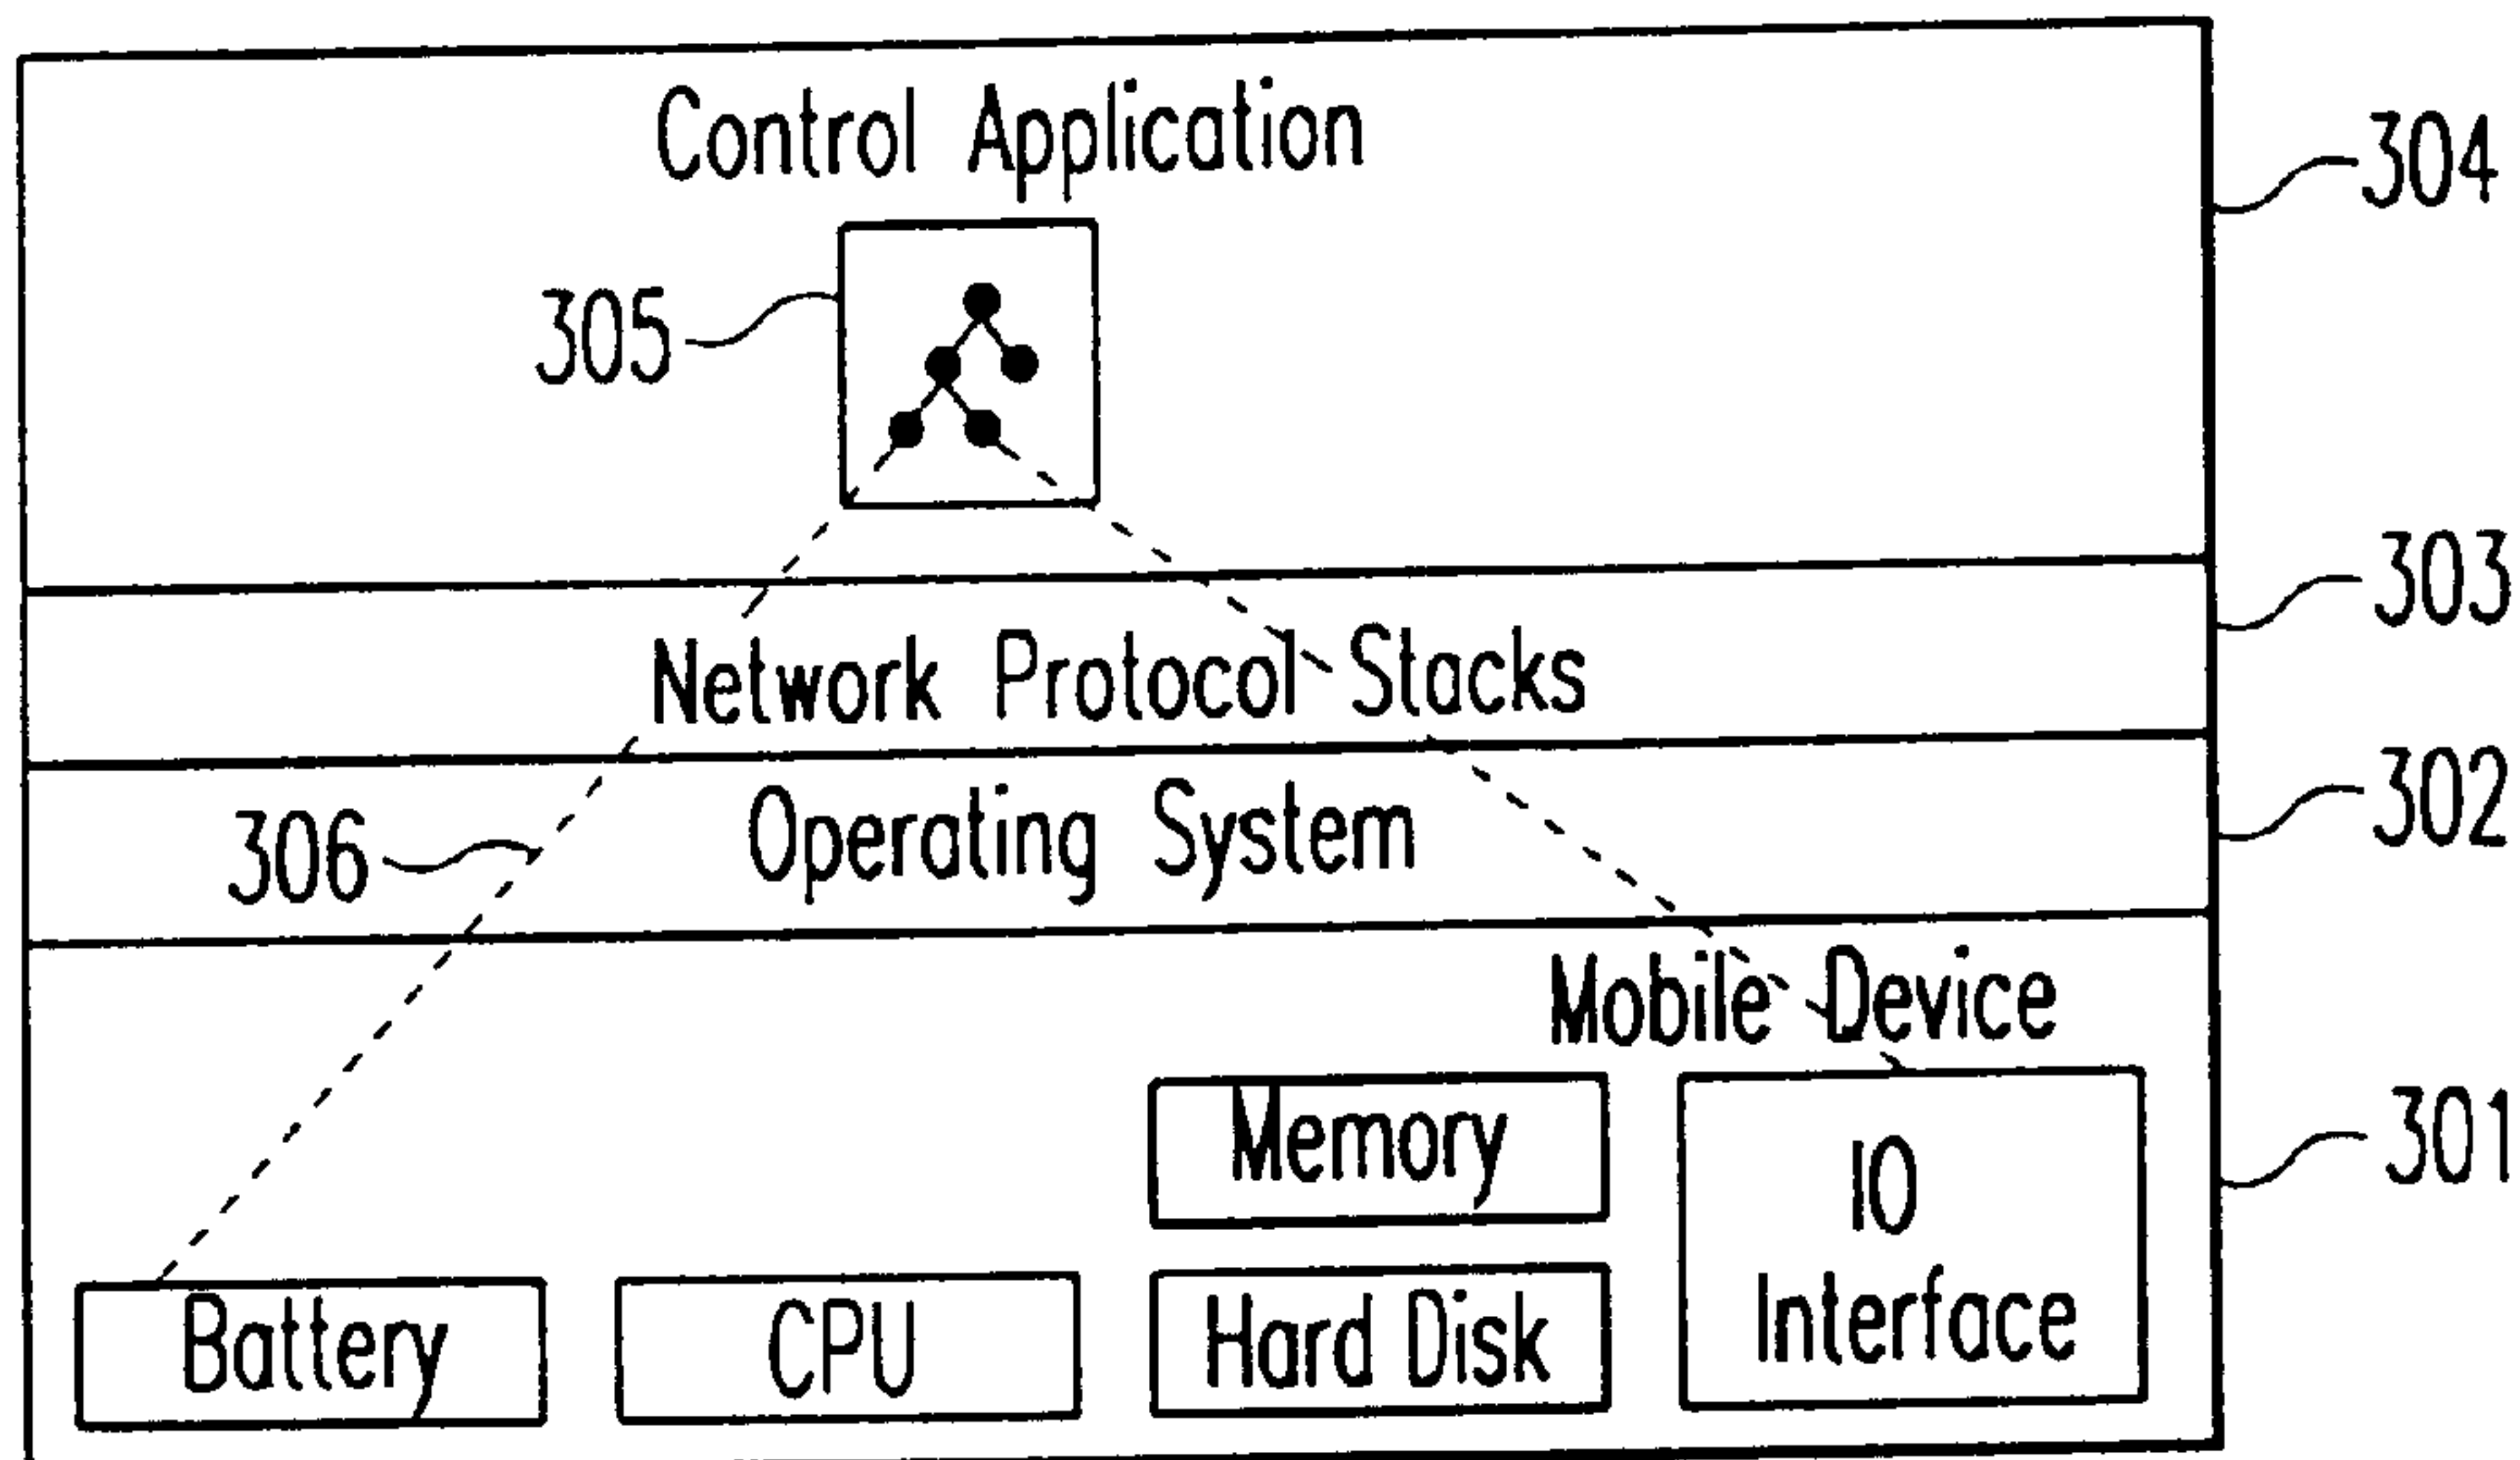 Control Application
304
305
303
Network Protocol Stacks
302
306
Operating System
Mobile Device
301
Memory
IO
Interface
Battery
CPU
Hard Disk